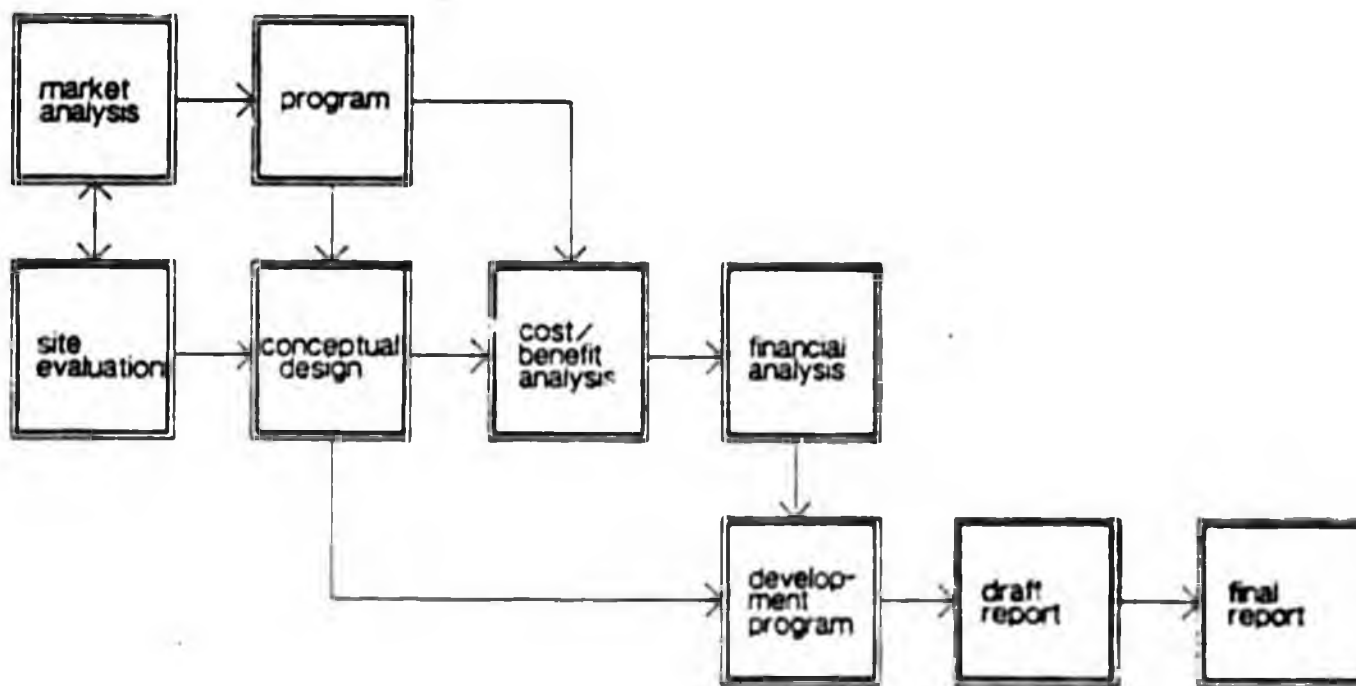 market
analysis
program
site
evaluation
conceptual
design
cost/
benefit
analysis
financial
analysis
develop-
ment
program
draft
report
final
report